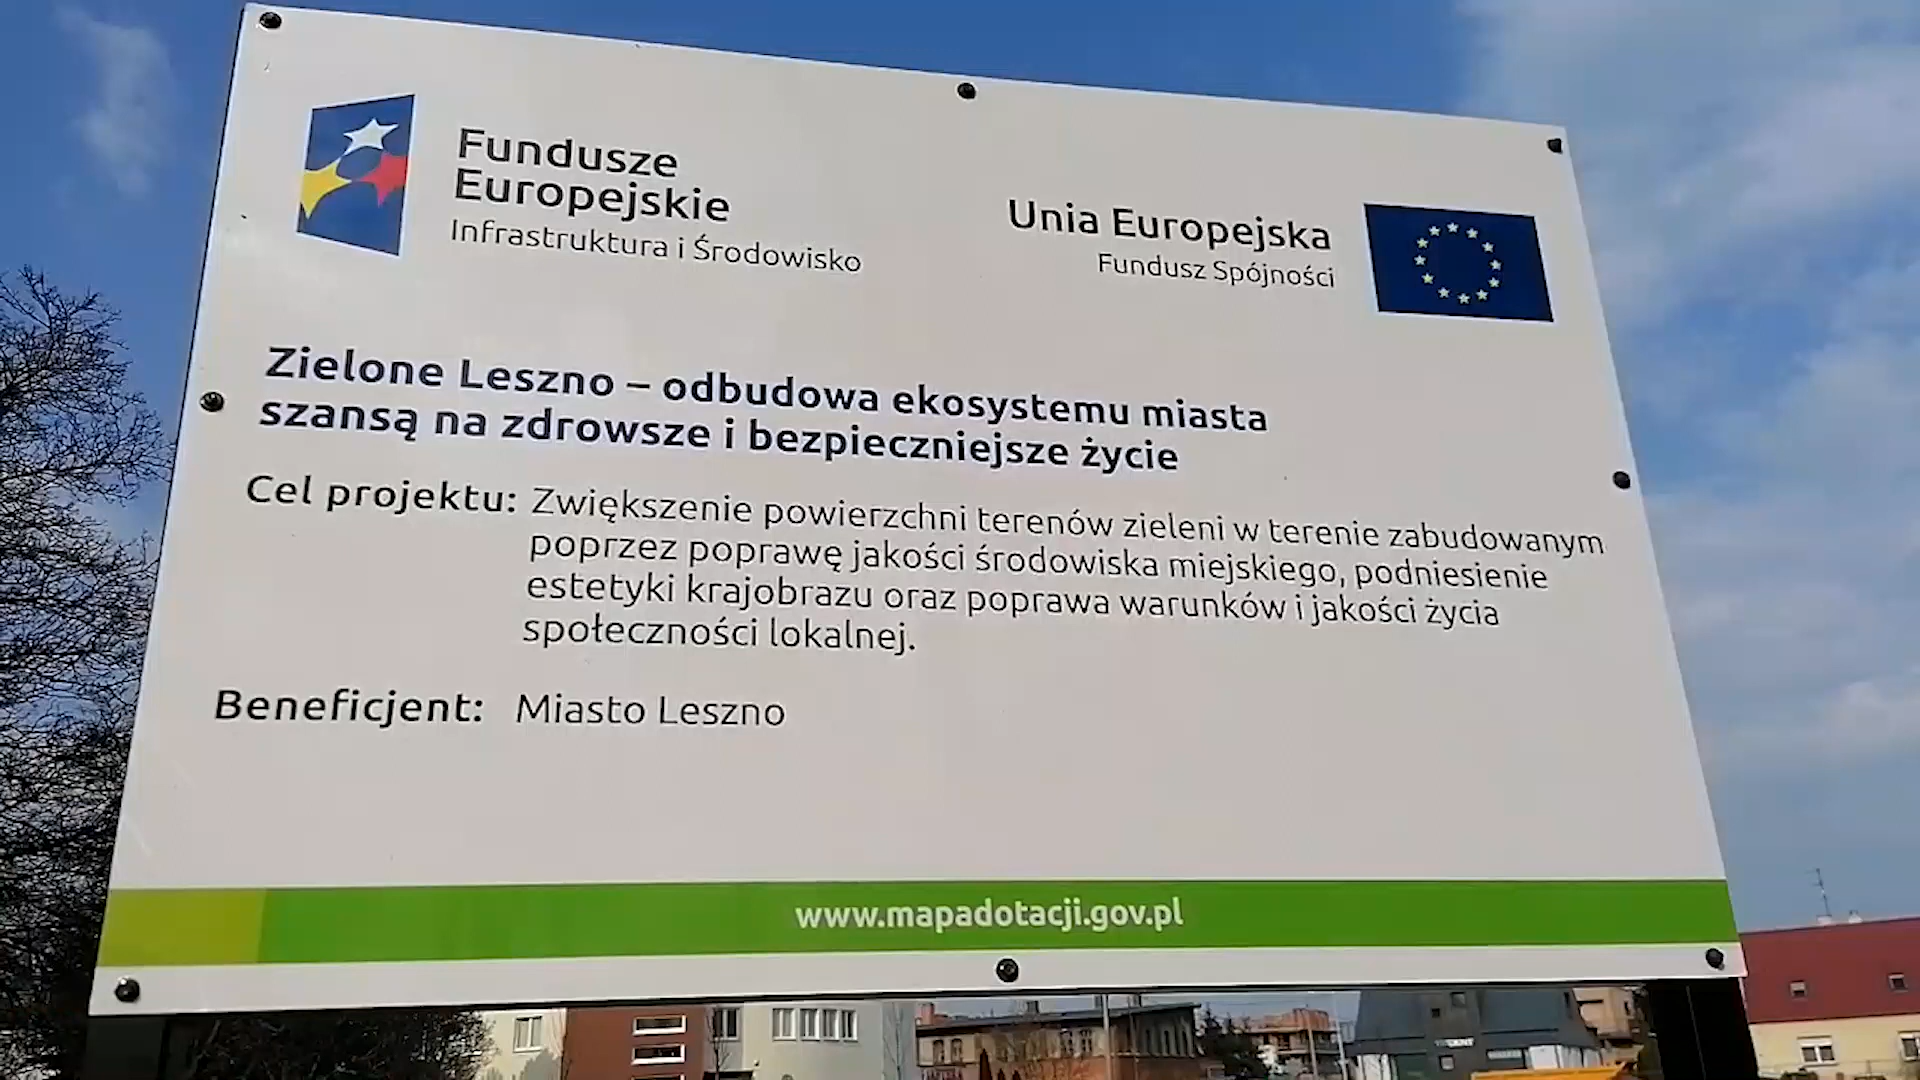 Fundusze
Europejskie
Infrastruktura i Środowisko
Unia Europejska
Fundusz Spójności
Zielone Leszno – odbudowa ekosystemu miasta
szansą na zdrowsze i bezpieczniejsze życie
Cel projektu: Zwiększenie powierzchni terenów zieleni w terenie zabudowanym
poprzez poprawę jakości środowiska miejskiego, podniesienie
estetyki krajobrazu oraz poprawa warunków i jakości życia
społeczności lokalnej.
Beneficjent: Miasto Leszno
www.mapadotacji.gov.pl